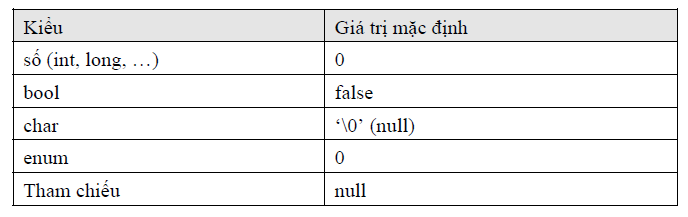 Kiểu Giá trị mặc định
số (int, long, …) 0
bool false
char ‘\0’ (null)
enum 0
Tham chiếu null